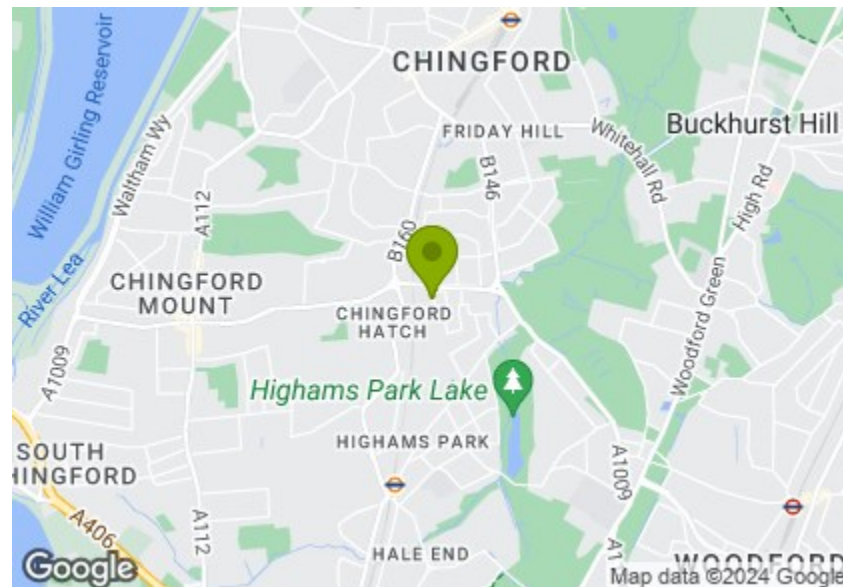 CHINGFORD
William Girling Reservoir
Waltham Wy
FRIDAY HILL
Whitehall Rd
Buckhurst Hill
High Rd
B146
A112
B160
River Lea
CHINGFORD
MOUNT
CHINGFORD
HATCH
Woodford Green
A1009
Highams Park Lake
HIGHAMS PARK
SOUTH
HINGFORD
A1009
A406
A112
HALE END
A1
WOODFORD
Google
Map data ©2024 Google